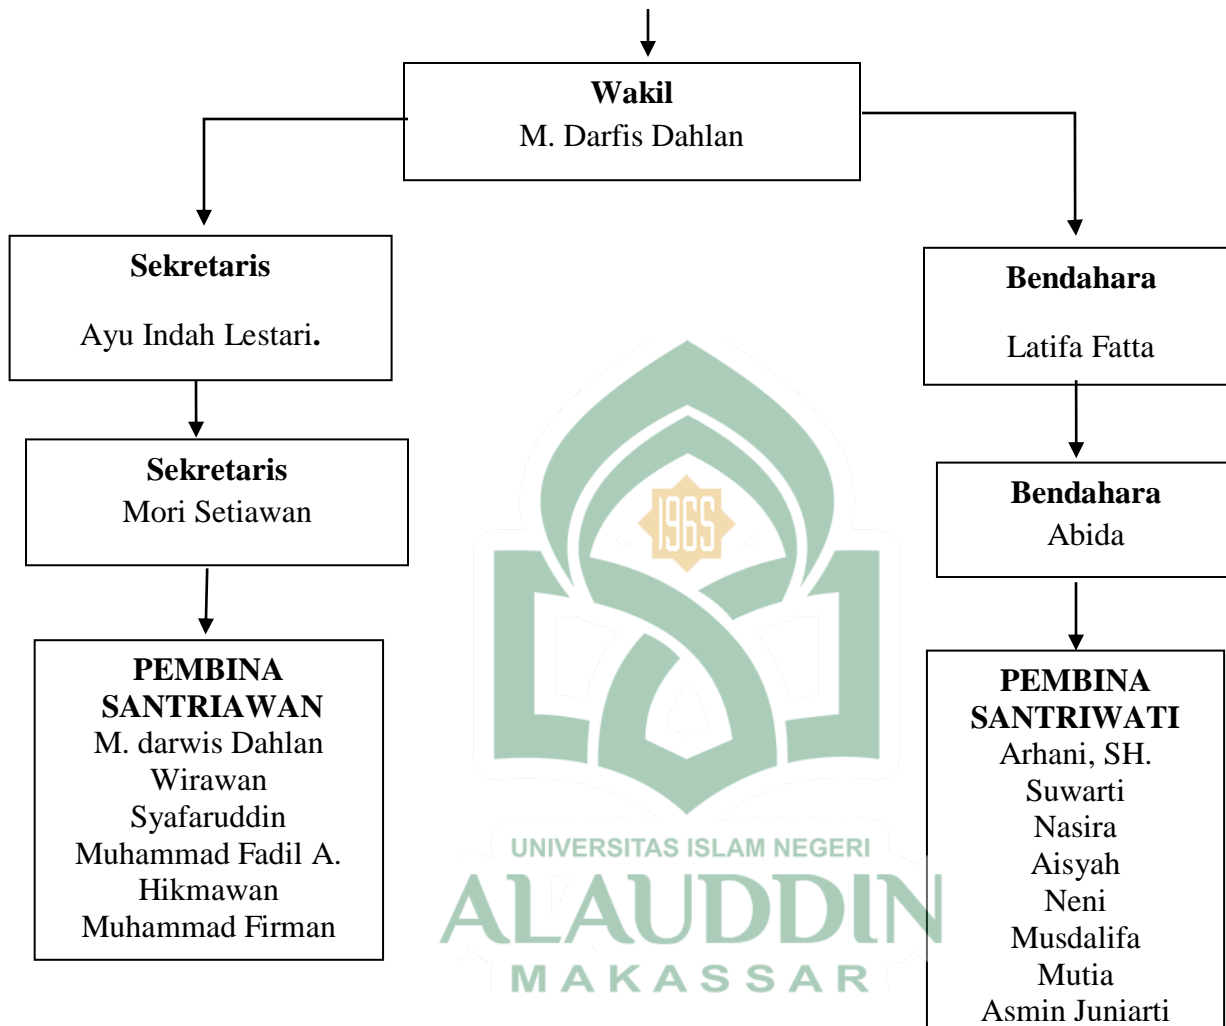 Wakil
M. Darfis Dahlan
Sekretaris
Ayu Indah Lestari.
Bendahara
Latifa Fatta
Sekretaris
Mori Setiawan
Bendahara
Abida
PEMBINA
SANTRIAWAN
M. darwis Dahlan
Wirawan
Syafaruddin
Muhammad Fadil A.
Hikmawan
Muhammad Firman
PEMBINA
SANTRIWATI
Arhani, SH.
Suwarti
Nasira
Aisyah
Neni
Musdalifa
Mutia
Asmin Juniarti
1965
UNIVERSITAS ISLAM NEGERI
ALAUDDIN
MAKASSAR